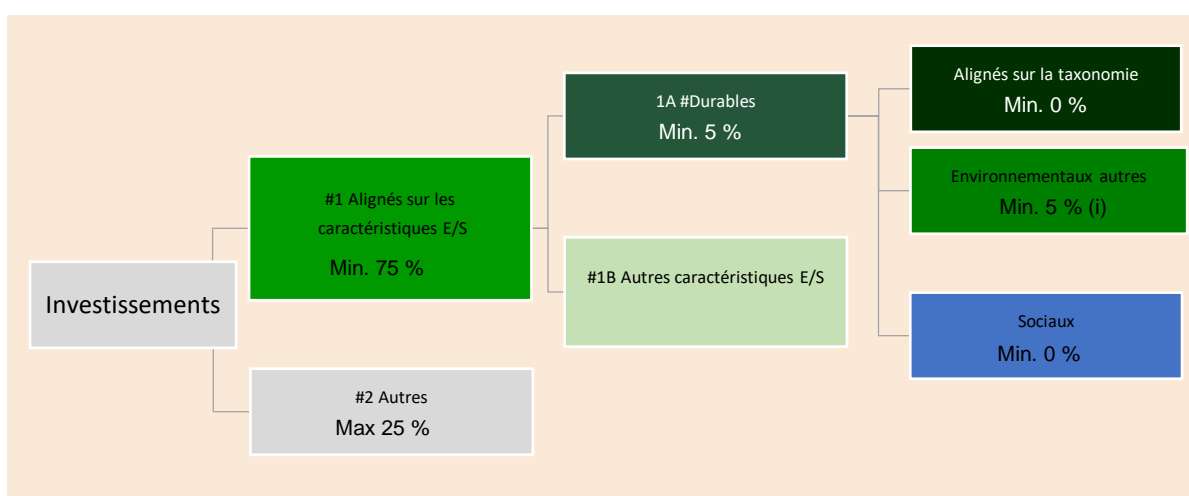 Investissements
#1 Alignés sur les
caractéristiques E/S
Min. 75 %
#2 Autres
Max 25 %
1A #Durables
Min. 5 %
#1B Autres caractéristiques E/S
Alignés sur la taxonomie
Min. 0 %
Environnementaux autres
Min. 5 % (i)
Sociaux
Min. 0 %